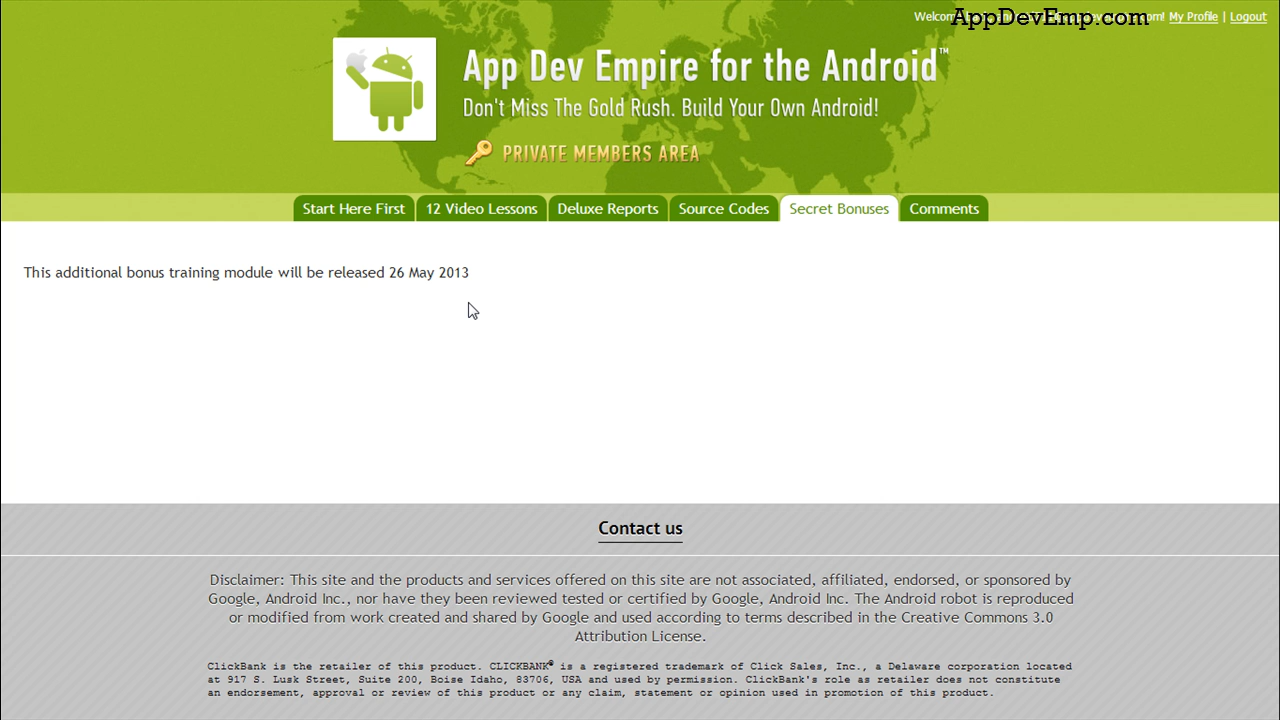 Welcom
AppDevEmp.com
My Profile | Logout
App Dev Empire for the Android™
Don't Miss The Gold Rush. Build Your Own Android!
PRIVATE MEMBERS AREA
Start Here First 12 Video Lessons Deluxe Reports Source Codes Secret Bonuses Comments
This additional bonus training module will be released 26 May 2013
Contact us
Disclaimer: This site and the products and services offered on this site are not associated, affiliated, endorsed, or sponsored by
Google, Android Inc., nor have they been reviewed tested or certified by Google, Android Inc. The Android robot is reproduced
or modified from work created and shared by Google and used according to terms described in the Creative Commons 3.0
Attribution License.
ClickBank is the retailer of this product. CLICKBANK® is a registered trademark of Click Sales, Inc., a Delaware corporation located
at 917 S. Lusk Street, Suite 200, Boise Idaho, 83706, USA and used by permission. ClickBank's role as retailer does not constitute
an endorsement, approval or review of this product or any claim, statement or opinion used in promotion of this product.